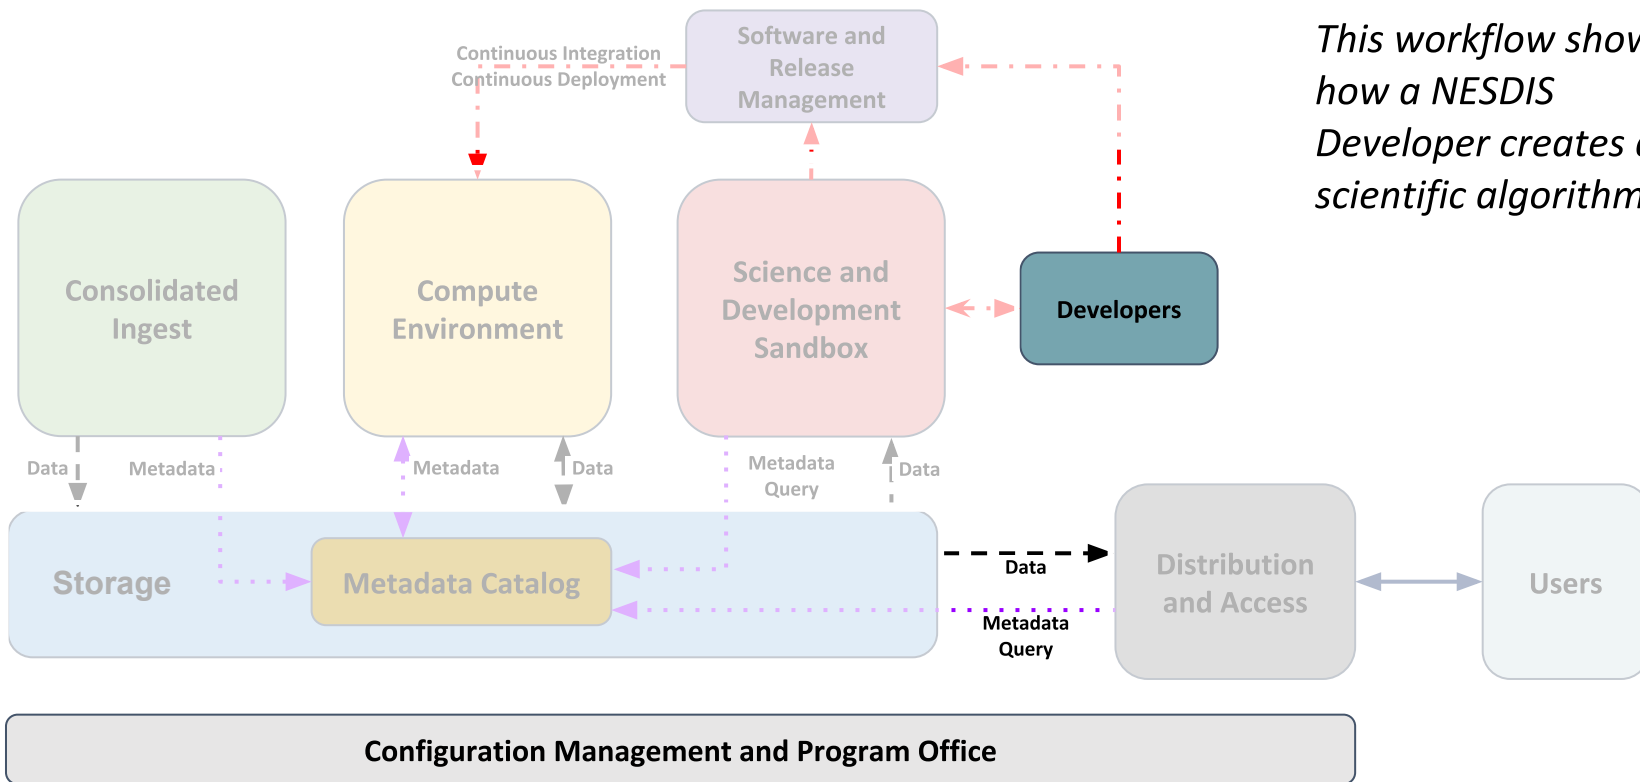 Software and
Release
Management
Continuous Integration
Continuous Deployment
This workflow show
how a NESDIS
Developer creates
scientific algorithm
Consolidated
Ingest
Compute
Environment
Science and
Development
Sandbox
Developers
Data
Metadata
Metadata
Data
Metadata
Query
Data
Storage
Metadata Catalog
Data
Metadata
Query
Distribution
and Access
Users
Configuration Management and Program Office